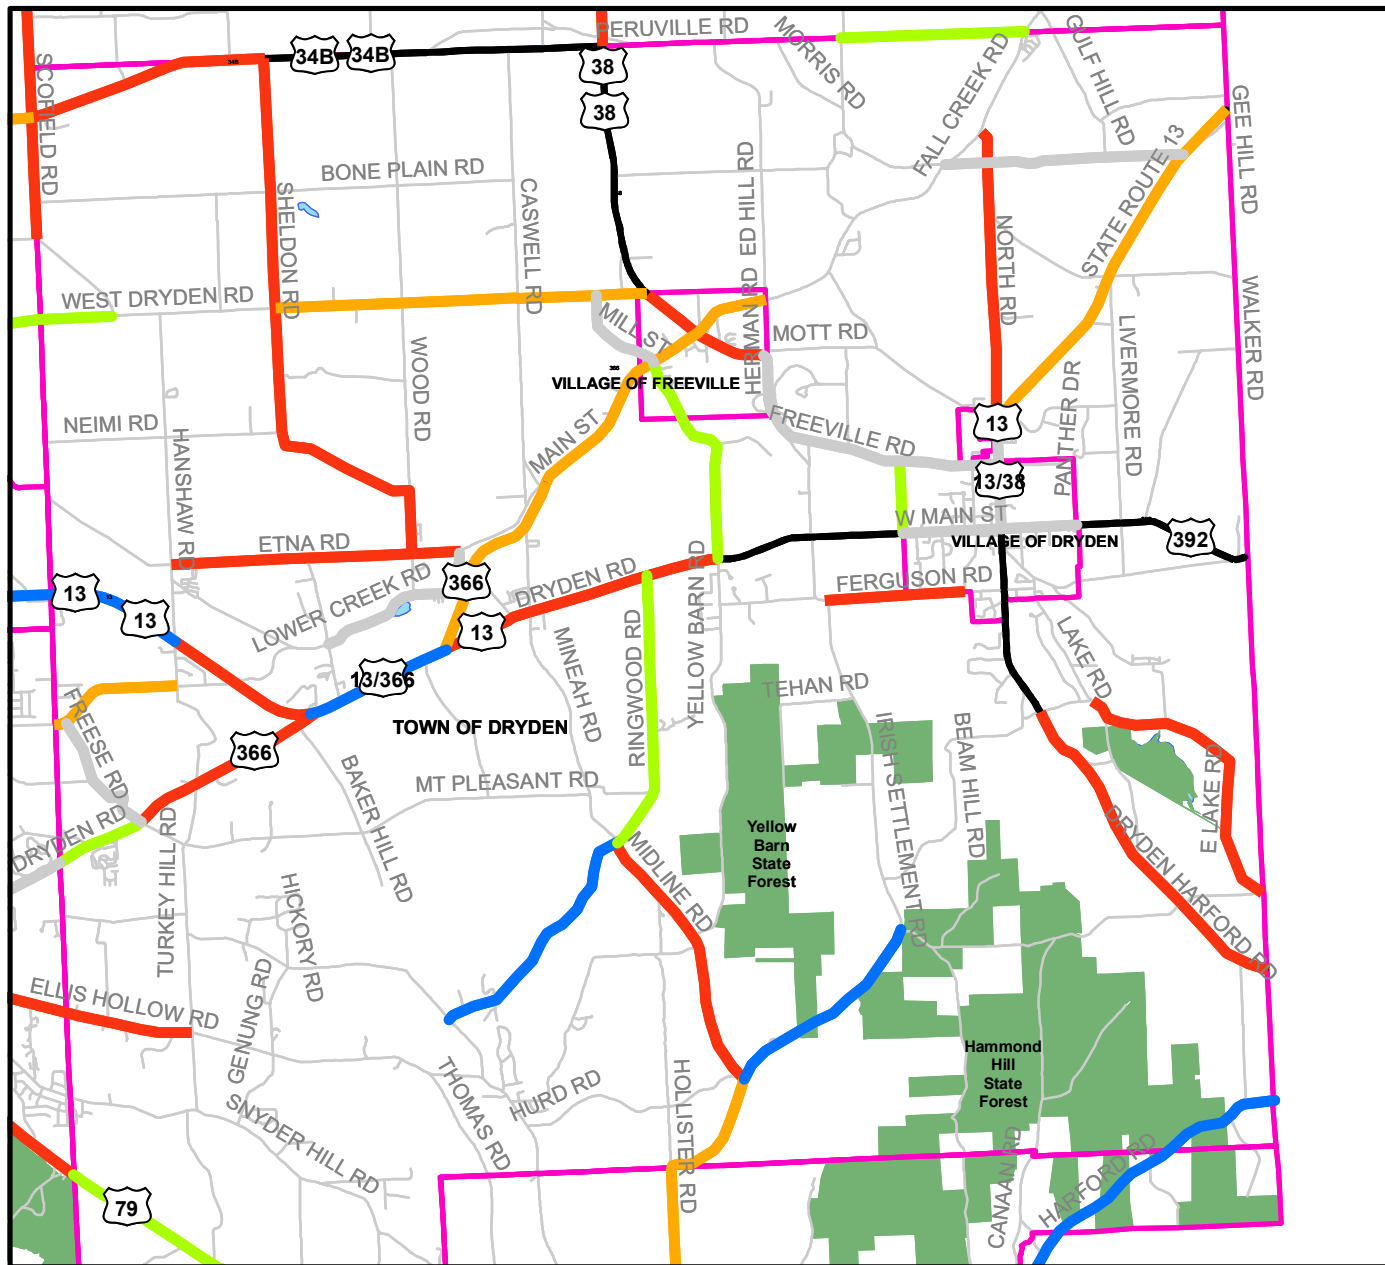 PERUVILLE RD
MORRIS RD
GULF HILL RD
FALL CREEK RD
34B
34B
34B
38
38
38
SCOFIELD RD
GEE HILL RD
BONE PLAIN RD
STATE ROUTE 13
SHELDON RD
CASWELL RD
HERMAN RD
ED HILL RD
NORTH RD
WEST DRYDEN RD
MILL ST
MOTT RD
WALKER RD
LIVERMORE RD
PANTHER DR
WOOD RD
366
VILLAGE OF FREEVILLE
NEIMI RD
HANSHAW RD
MAIN ST
FREEVILLE RD
13
13/38
W MAIN ST
VILLAGE OF DRYDEN
392
ETNA RD
LOWER CREEK RD
366
DRYDEN RD
FERGUSON RD
13
13
13
13
MINEAH RD
RINGWOOD RD
YELLOW BARN RD
LAKE RD
13/366
TEHAN RD
TOWN OF DRYDEN
IRISH SETTLEMENT RD
BEAM HILL RD
FREESE RD
366
BAKER HILL RD
MT PLEASANT RD
E LAKE RD
DRYDEN RD
TURKEY HILL RD
MIDLINE RD
Yellow
Barn
State
Forest
DRYDEN HARFORD RD
HICKORY RD
ELLIS HOLLOW RD
GENUNG RD
Hammond
Hill
State
Forest
THOMAS RD
HURD RD
HOLLISTER RD
SNYDER HILL RD
CANAAN RD
HARFORD RD
79